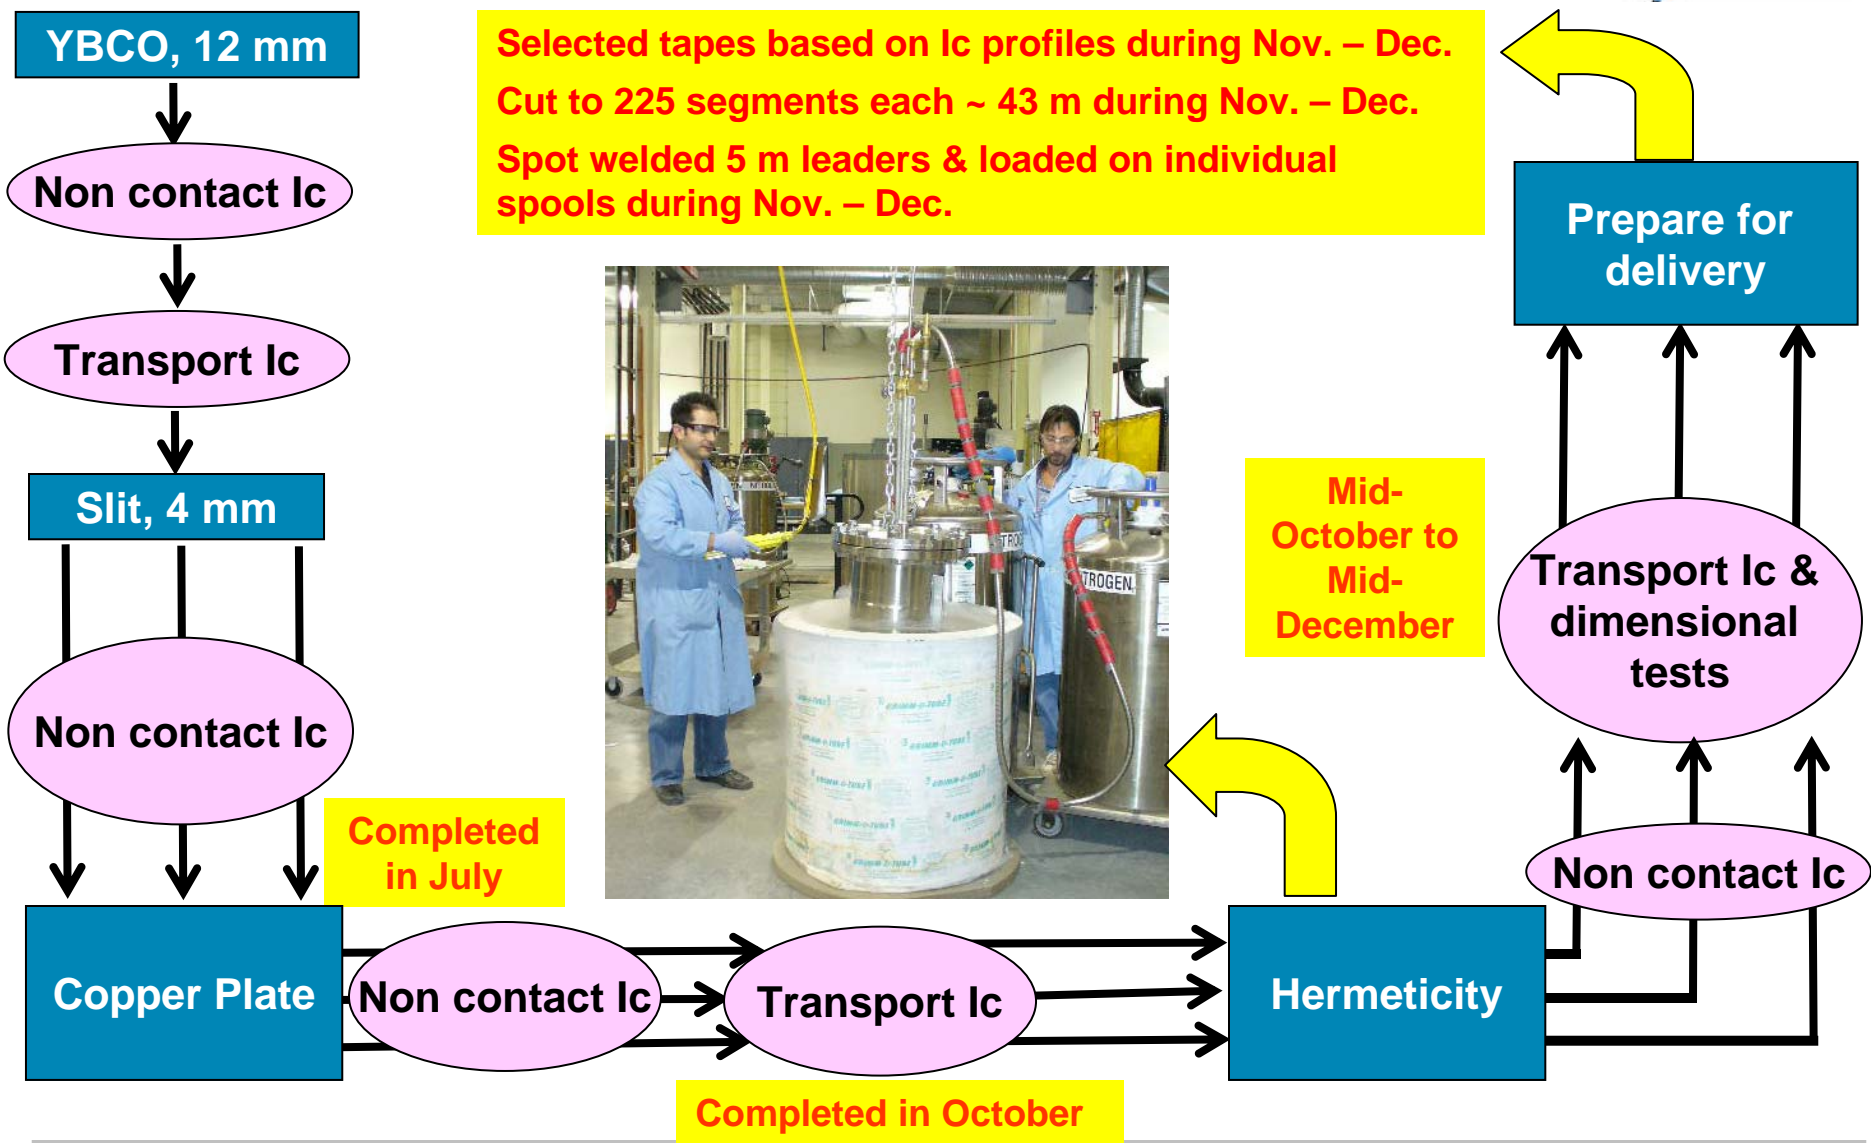 YBCO, 12 mm
Selected tapes based on Ic profiles during Nov. – Dec.
Cut to 225 segments each ~ 43 m during Nov. – Dec.
Spot welded 5 m leaders & loaded on individual
spools during Nov. – Dec.
Non contact Ic
Prepare for
delivery
Transport Ic
Slit, 4 mm
Mid-
October to
Mid-
December
Transport Ic &
dimensional
tests
NITROGEN
Non contact Ic
Completed
in July
Non contact Ic
Copper Plate
Non contact Ic
Transport Ic
Hermeticity
Completed in October